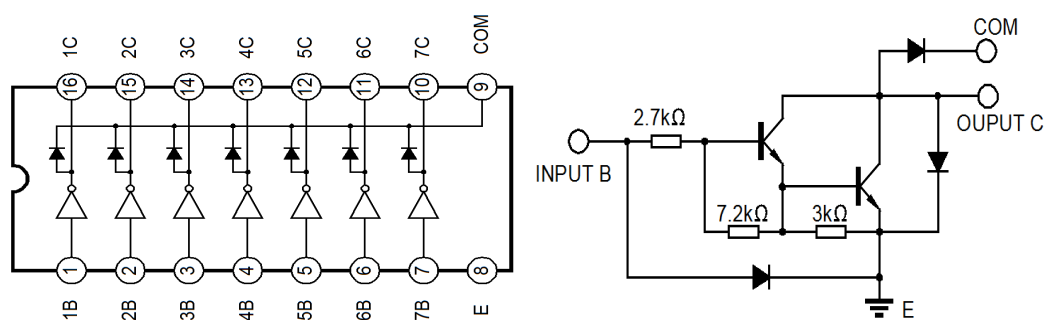 1C 2C 3C 4C 5C 6C 7C COM
16 15 14 13 12 11 10 9
1 2 3 4 5 6 7 8
1B 2B 3B 4B 5B 6B 7B E
COM
2.7kΩ
OUPUT C
INPUT B
7.2kΩ 3kΩ
E